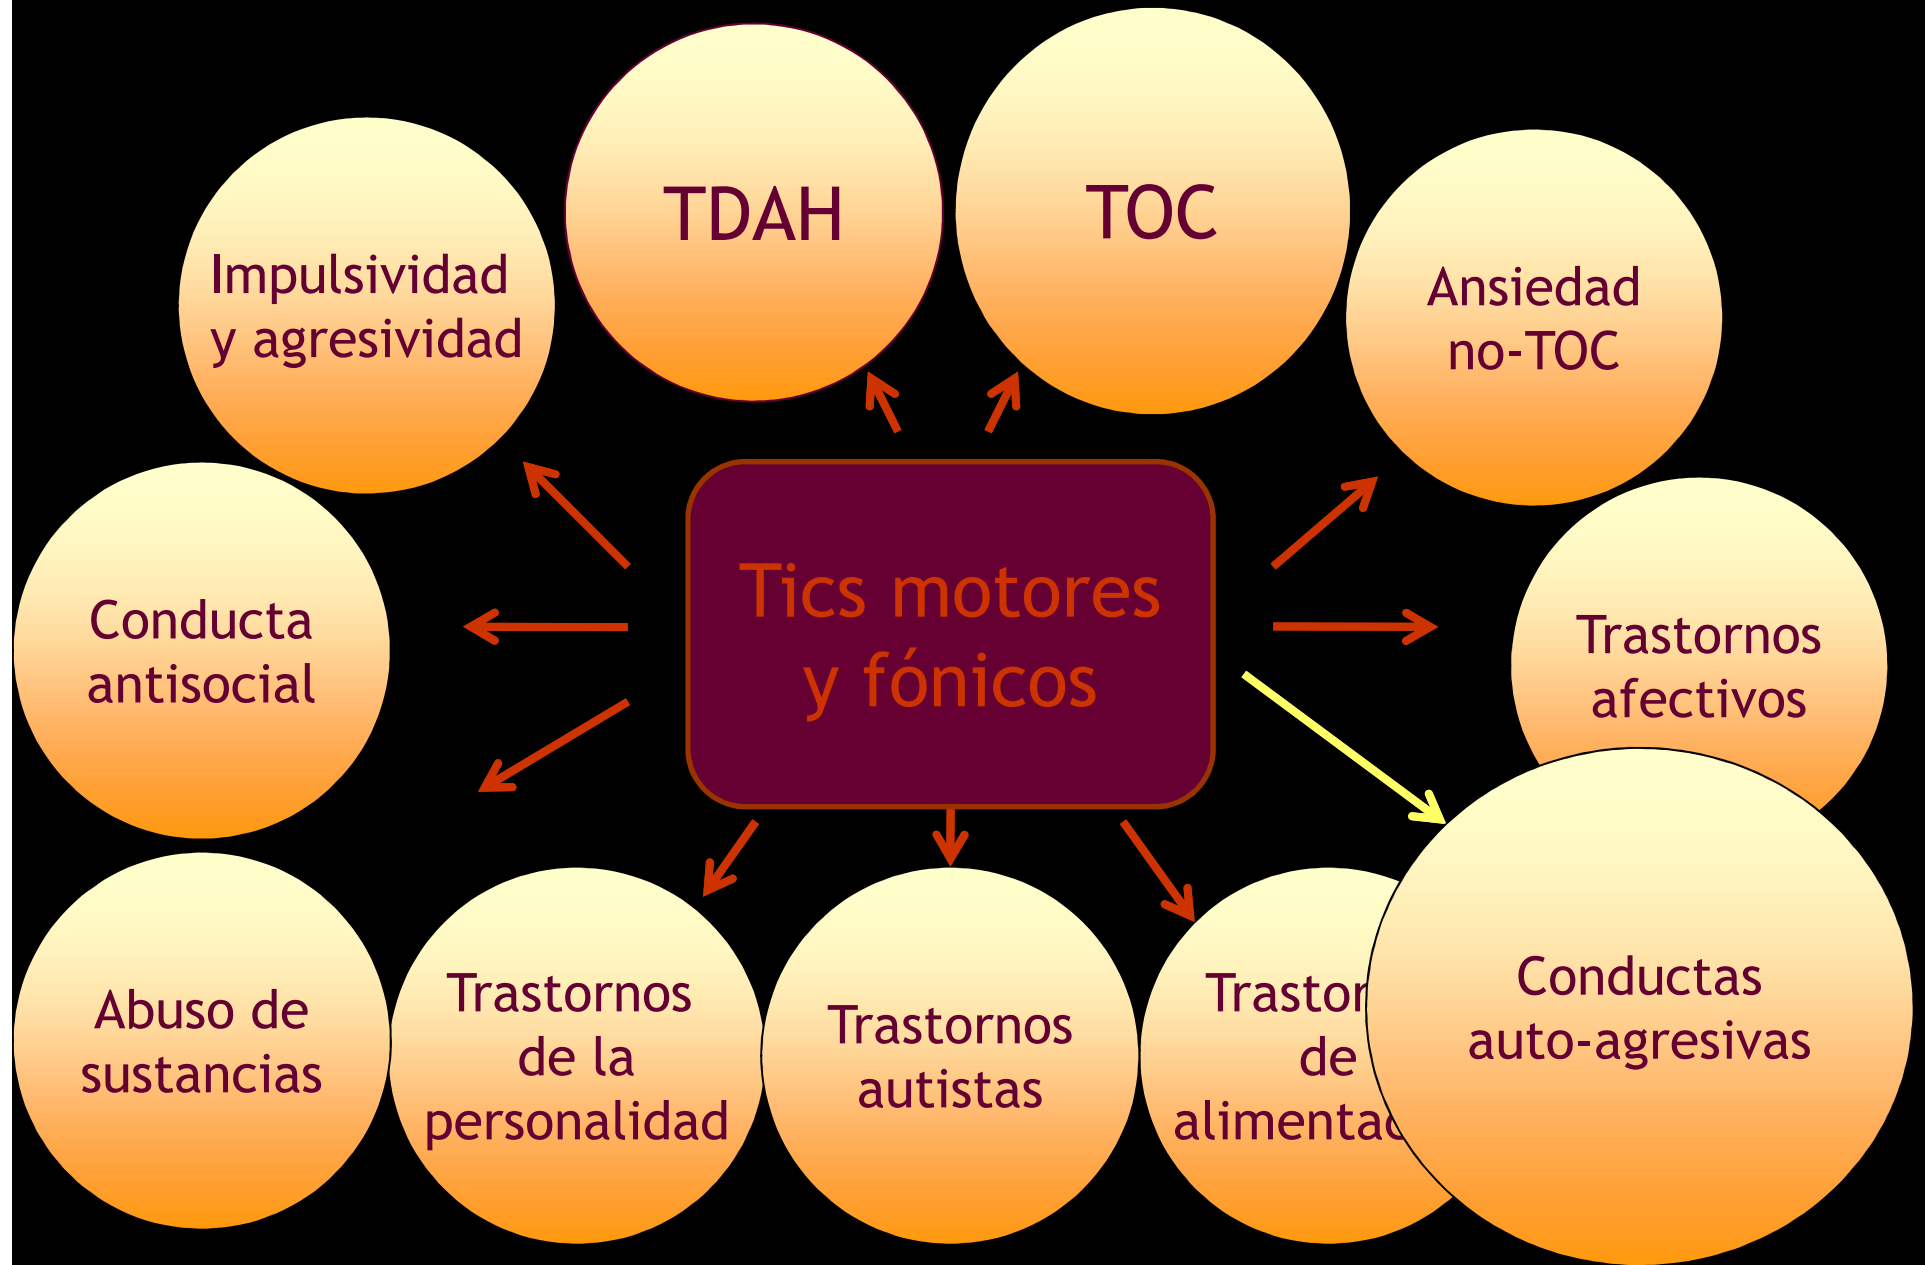 TDAH
TOC
Impulsividad
y agresividad
Ansiedad
no-TOC
Conducta
antisocial
Tics motores
y fónicos
Trastornos
afectivos
Abuso de
sustancias
Trastornos
de la
personalidad
Trastornos
autistas
de
Conductas
auto-agresivas